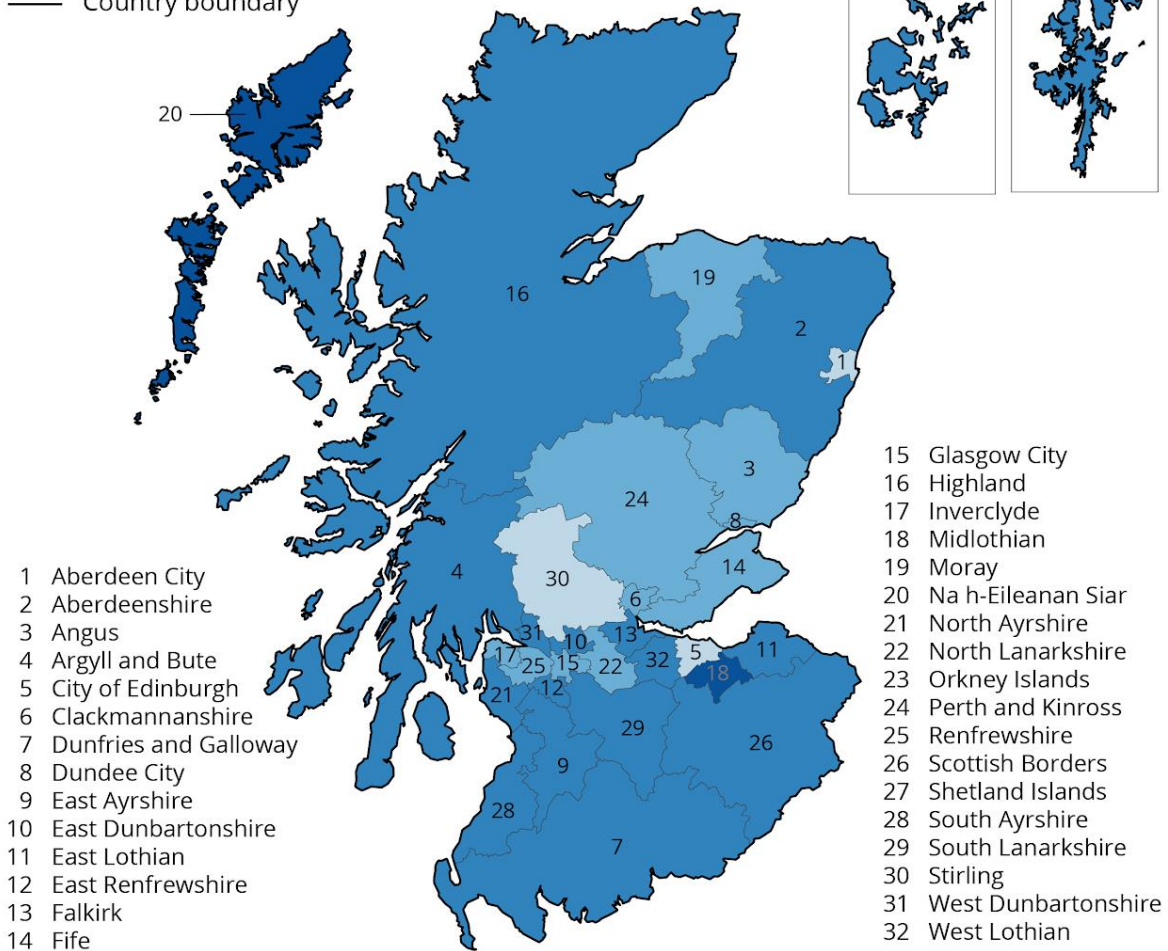 Country boundary
20
16
19
2
1
3
24
8
14
4
30
6
31
10
13
17
25
15
22
32
5
18
11
21
12
29
26
9
28
7
1 Aberdeen City
2 Aberdeenshire
3 Angus
4 Argyll and Bute
5 City of Edinburgh
6 Clackmannanshire
7 Dunfries and Galloway
8 Dundee City
9 East Ayrshire
10 East Dunbartonshire
11 East Lothian
12 East Renfrewshire
13 Falkirk
14 Fife
15 Glasgow City
16 Highland
17 Inverclyde
18 Midlothian
19 Moray
20 Na h-Eileanan Siar
21 North Ayrshire
22 North Lanarkshire
23 Orkney Islands
24 Perth and Kinross
25 Renfrewshire
26 Scottish Borders
27 Shetland Islands
28 South Ayrshire
29 South Lanarkshire
30 Stirling
31 West Dunbartonshire
32 West Lothian